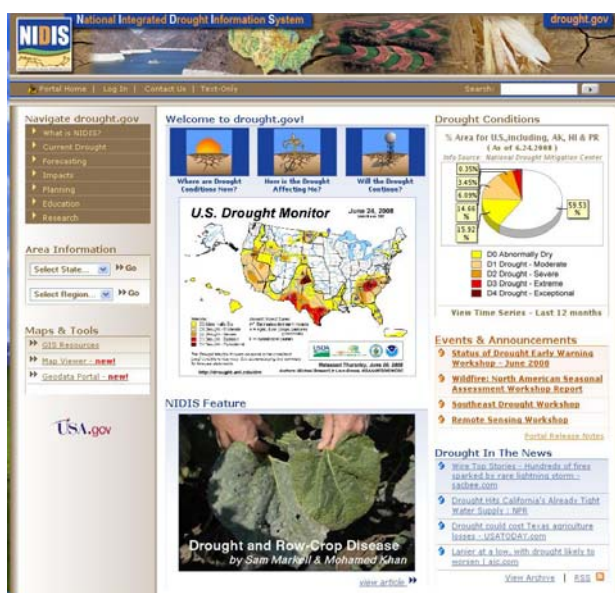 NIDIS
National Integrated Drought Information System
drought.gov
Portal Home | Log In | Contact Us | Text-Only
Search:
Navigate drought.gov
What is NIDIS?
Current Drought
Forecasting
Impacts
Planning
Education
Research
Area Information
Select State... Go
Select Region... Go
Maps & Tools
GIS Resources
Map Viewer - new!
Geodata Portal - new!
USA.gov
Welcome to drought.gov!
Where are Drought
Conditions Now?
How is the Drought
Affecting Me?
Will the Drought
Continue?
U.S. Drought Monitor
June 24, 2008
USDA
Released Thursday, June 26, 2008
NIDIS Feature
Drought and Row-Crop Disease
by Sam Markell & Mohamed Khan
view article
Drought Conditions
% Area for U.S.,including, AK, HI & PR
( As of 6.24.2008 )
Info Source: National Drought Mitigation Center
0.35%
3.45%
6.09%
14.66
%
15.92
%
59.53
%
D0 Abnormally Dry
D1 Drought - Moderate
D2 Drought - Severe
D3 Drought - Extreme
D4 Drought - Exceptional
View Time Series - Last 12 months
Events & Announcements
Status of Drought Early Warning
Workshop - June 2008
Wildfire: North American Seasonal
Assessment Workshop Report
Southeast Drought Workshop
Remote Sensing Workshop
Portal Release Notes
Drought In The News
Wire Top Stories - Hundreds of fires
sparked by rare lightning storm -
sacbee.com
Drought Hits California's Already Tight
Water Supply : NPR
Drought could cost Texas agriculture
losses - USATODAY.com
Lanier at a low, with drought likely to
worsen | ajc.com
View Archive | RSS